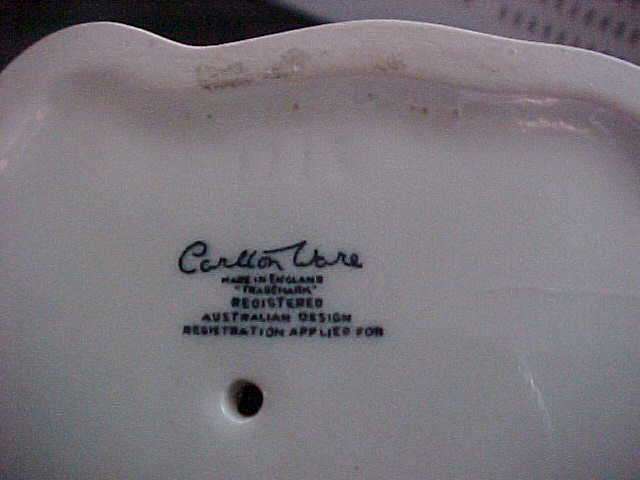 Carlton Ware
MADE IN ENGLAND
"TRADEMARK"
REGISTERED
AUSTRALIAN DESIGN
REGISTRATION APPLIED FOR